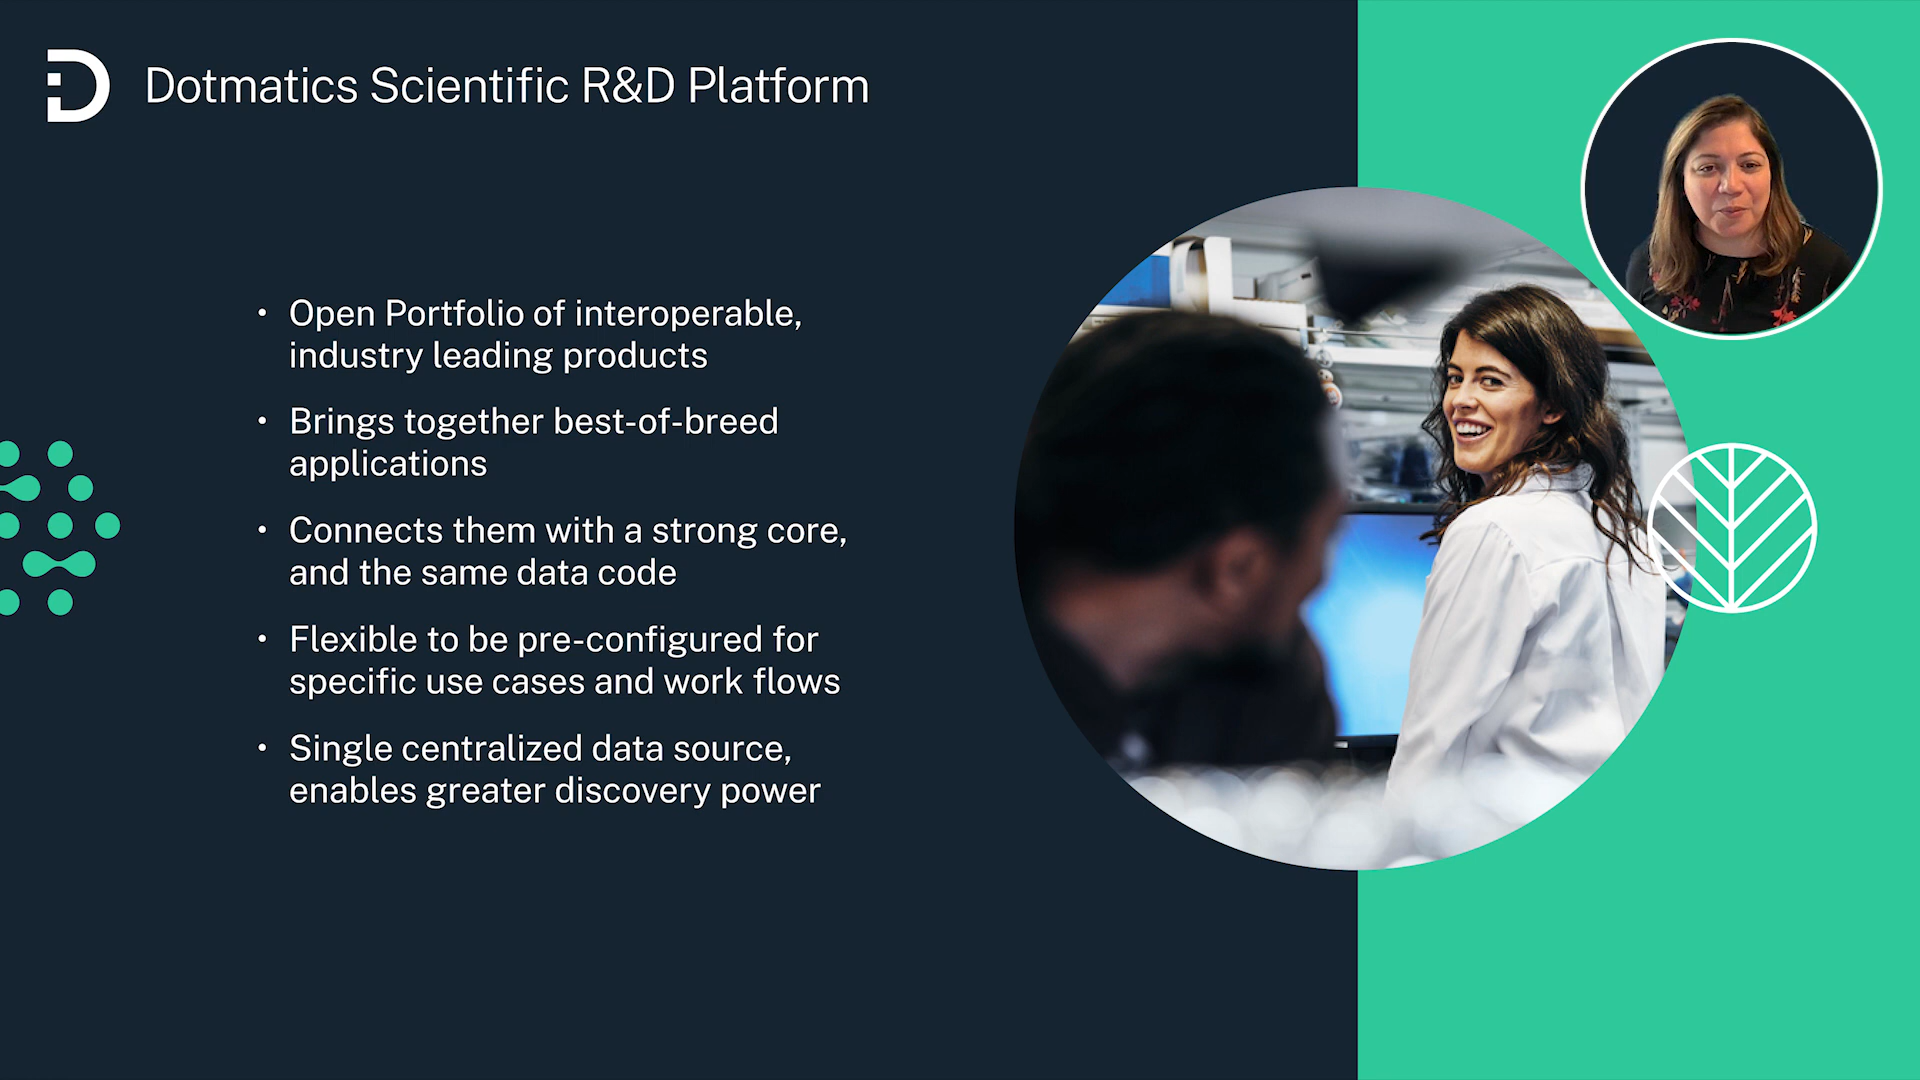 Dotmatics Scientific R&D Platform
• Open Portfolio of interoperable,
industry leading products
• Brings together best-of-breed
applications
• Connects them with a strong core,
and the same data code
• Flexible to be pre-configured for
specific use cases and work flows
• Single centralized data source,
enables greater discovery power